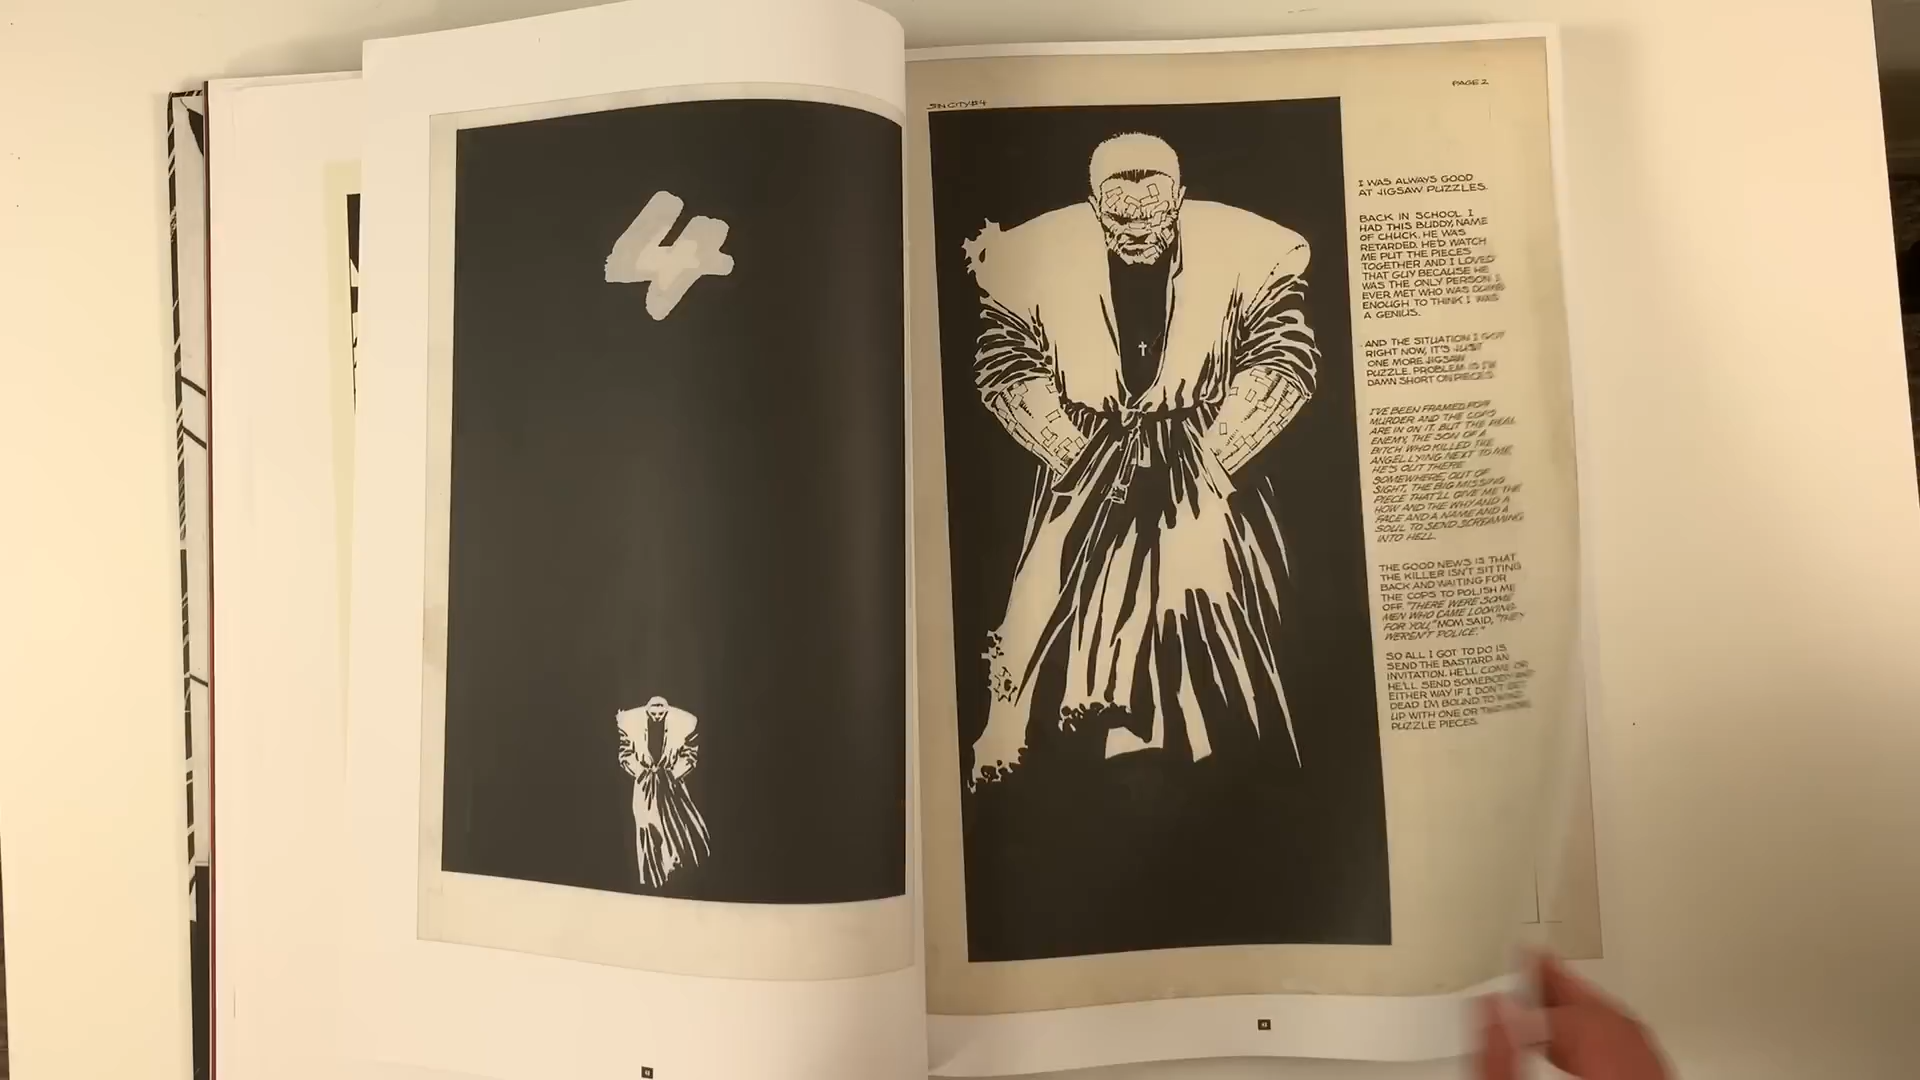 4
SIN CITY #4
PAGE 2
I WAS ALWAYS GOOD
AT JIGSAW PUZZLES.
BACK IN SCHOOL I
HAD THIS BUDDY, NAME
OF CHUCK. HE WAS
RETARDED. HE'D WATCH
ME PUT THE PIECES
TOGETHER AND I LOVED
THAT GUY BECAUSE HE
WAS THE ONLY PERSON I
EVER MET WHO WAS DUMB
ENOUGH TO THINK I WAS
A GENIUS.
AND THE SITUATION I GOT
RIGHT NOW, IT'S JUST
ONE MORE JIGSAW
PUZZLE. PROBLEM IS I'M
DAMN SHORT ON PIECES
I'VE BEEN FRAMED FOR
MURDER AND THE COPS
ARE IN ON IT. BUT THE REAL
ENEMY, THE SON OF A
BITCH WHO KILLED THE
ANGEL LYING NEXT TO ME,
HE'S OUT THERE
SOMEWHERE, OUT OF
SIGHT, THE BIG MISSING
PIECE THAT'LL GIVE ME THE
HOW AND THE WHY AND A
FACE AND A NAME AND A
SOUL TO SEND SCREAMING
INTO HELL.
THE GOOD NEWS IS THAT
THE KILLER ISN'T SITTING
BACK AND WAITING FOR
THE COPS TO POLISH ME
OFF. "THERE WERE SOME
MEN WHO CAME LOOKING
FOR YOU," MOM SAID, "THEY
WEREN'T POLICE."
SO ALL I GOT TO DO IS
SEND THE BASTARD AN
INVITATION. HE'LL COME OR
HE'LL SEND SOMEBODY AND
EITHER WAY IF I DON'T GET
DEAD I'M BOUND TO WIND
UP WITH ONE OR TWO MORE
PUZZLE PIECES.